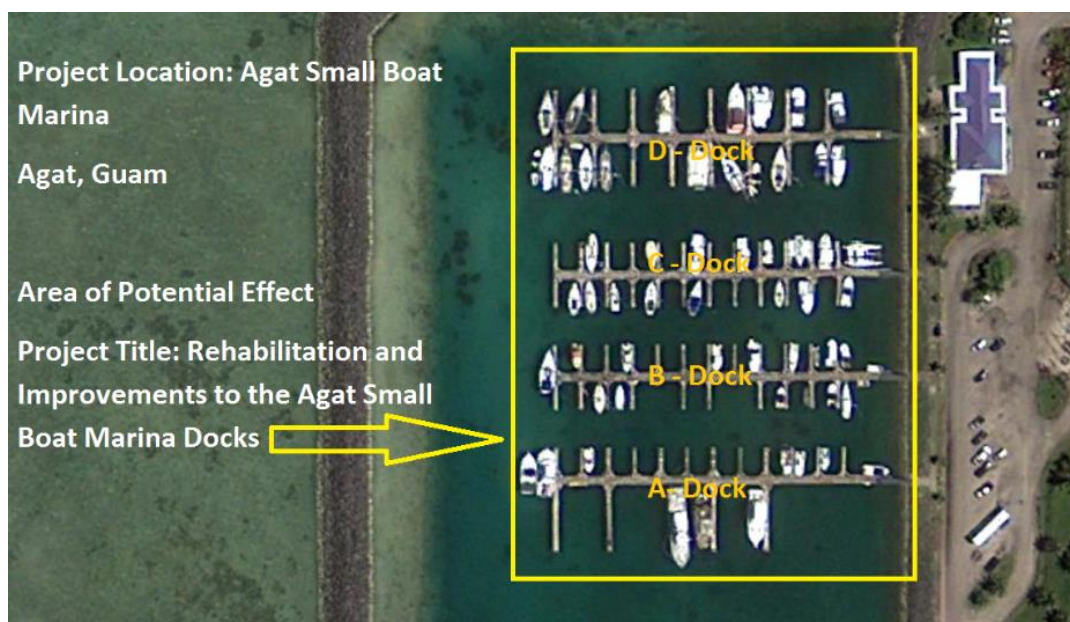 Project Location: Agat Small Boat
Marina
Agat, Guam
Area of Potential Effect
Project Title: Rehabilitation and
Improvements to the Agat Small
Boat Marina Docks
D - Dock
C - Dock
B - Dock
A- Dock